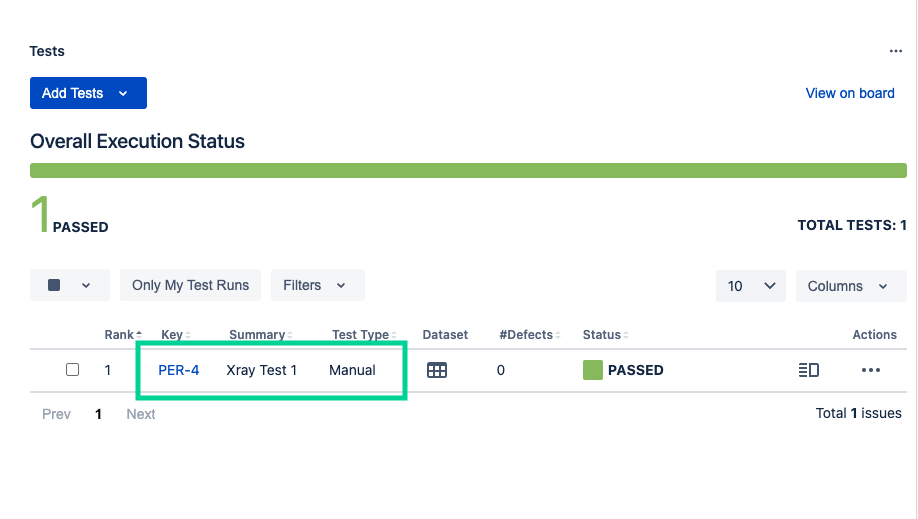 Tests
Add Tests
View on board
Overall Execution Status
1 PASSED
TOTAL TESTS: 1
Only My Test Runs Filters 10 Columns
Rank Key Summary Test Type Dataset #Defects Status Actions
1 PER-4 Xray Test 1 Manual 0 PASSED
Prev 1 Next Total 1 issues